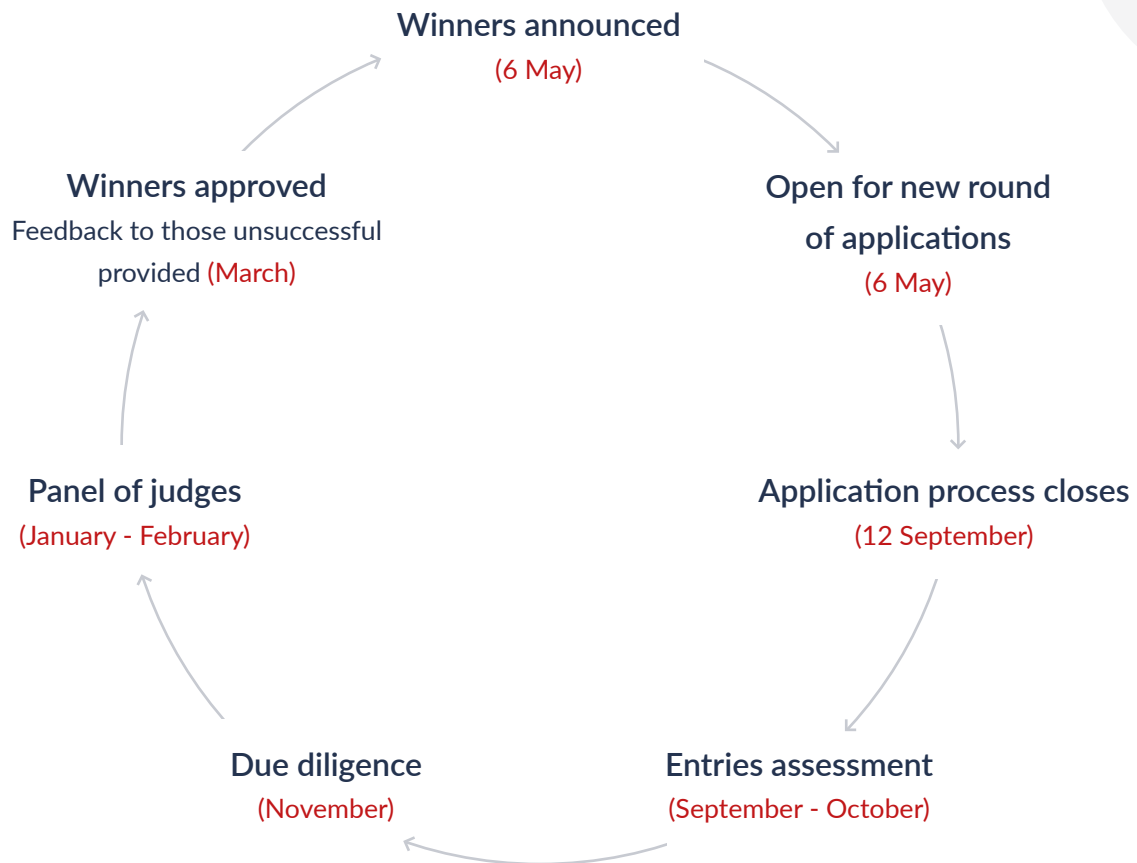 Winners announced
(6 May)
Open for new round
of applications
(6 May)
Application process closes
(12 September)
Entries assessment
(September - October)
Due diligence
(November)
Panel of judges
(January - February)
Winners approved
Feedback to those unsuccessful
provided (March)